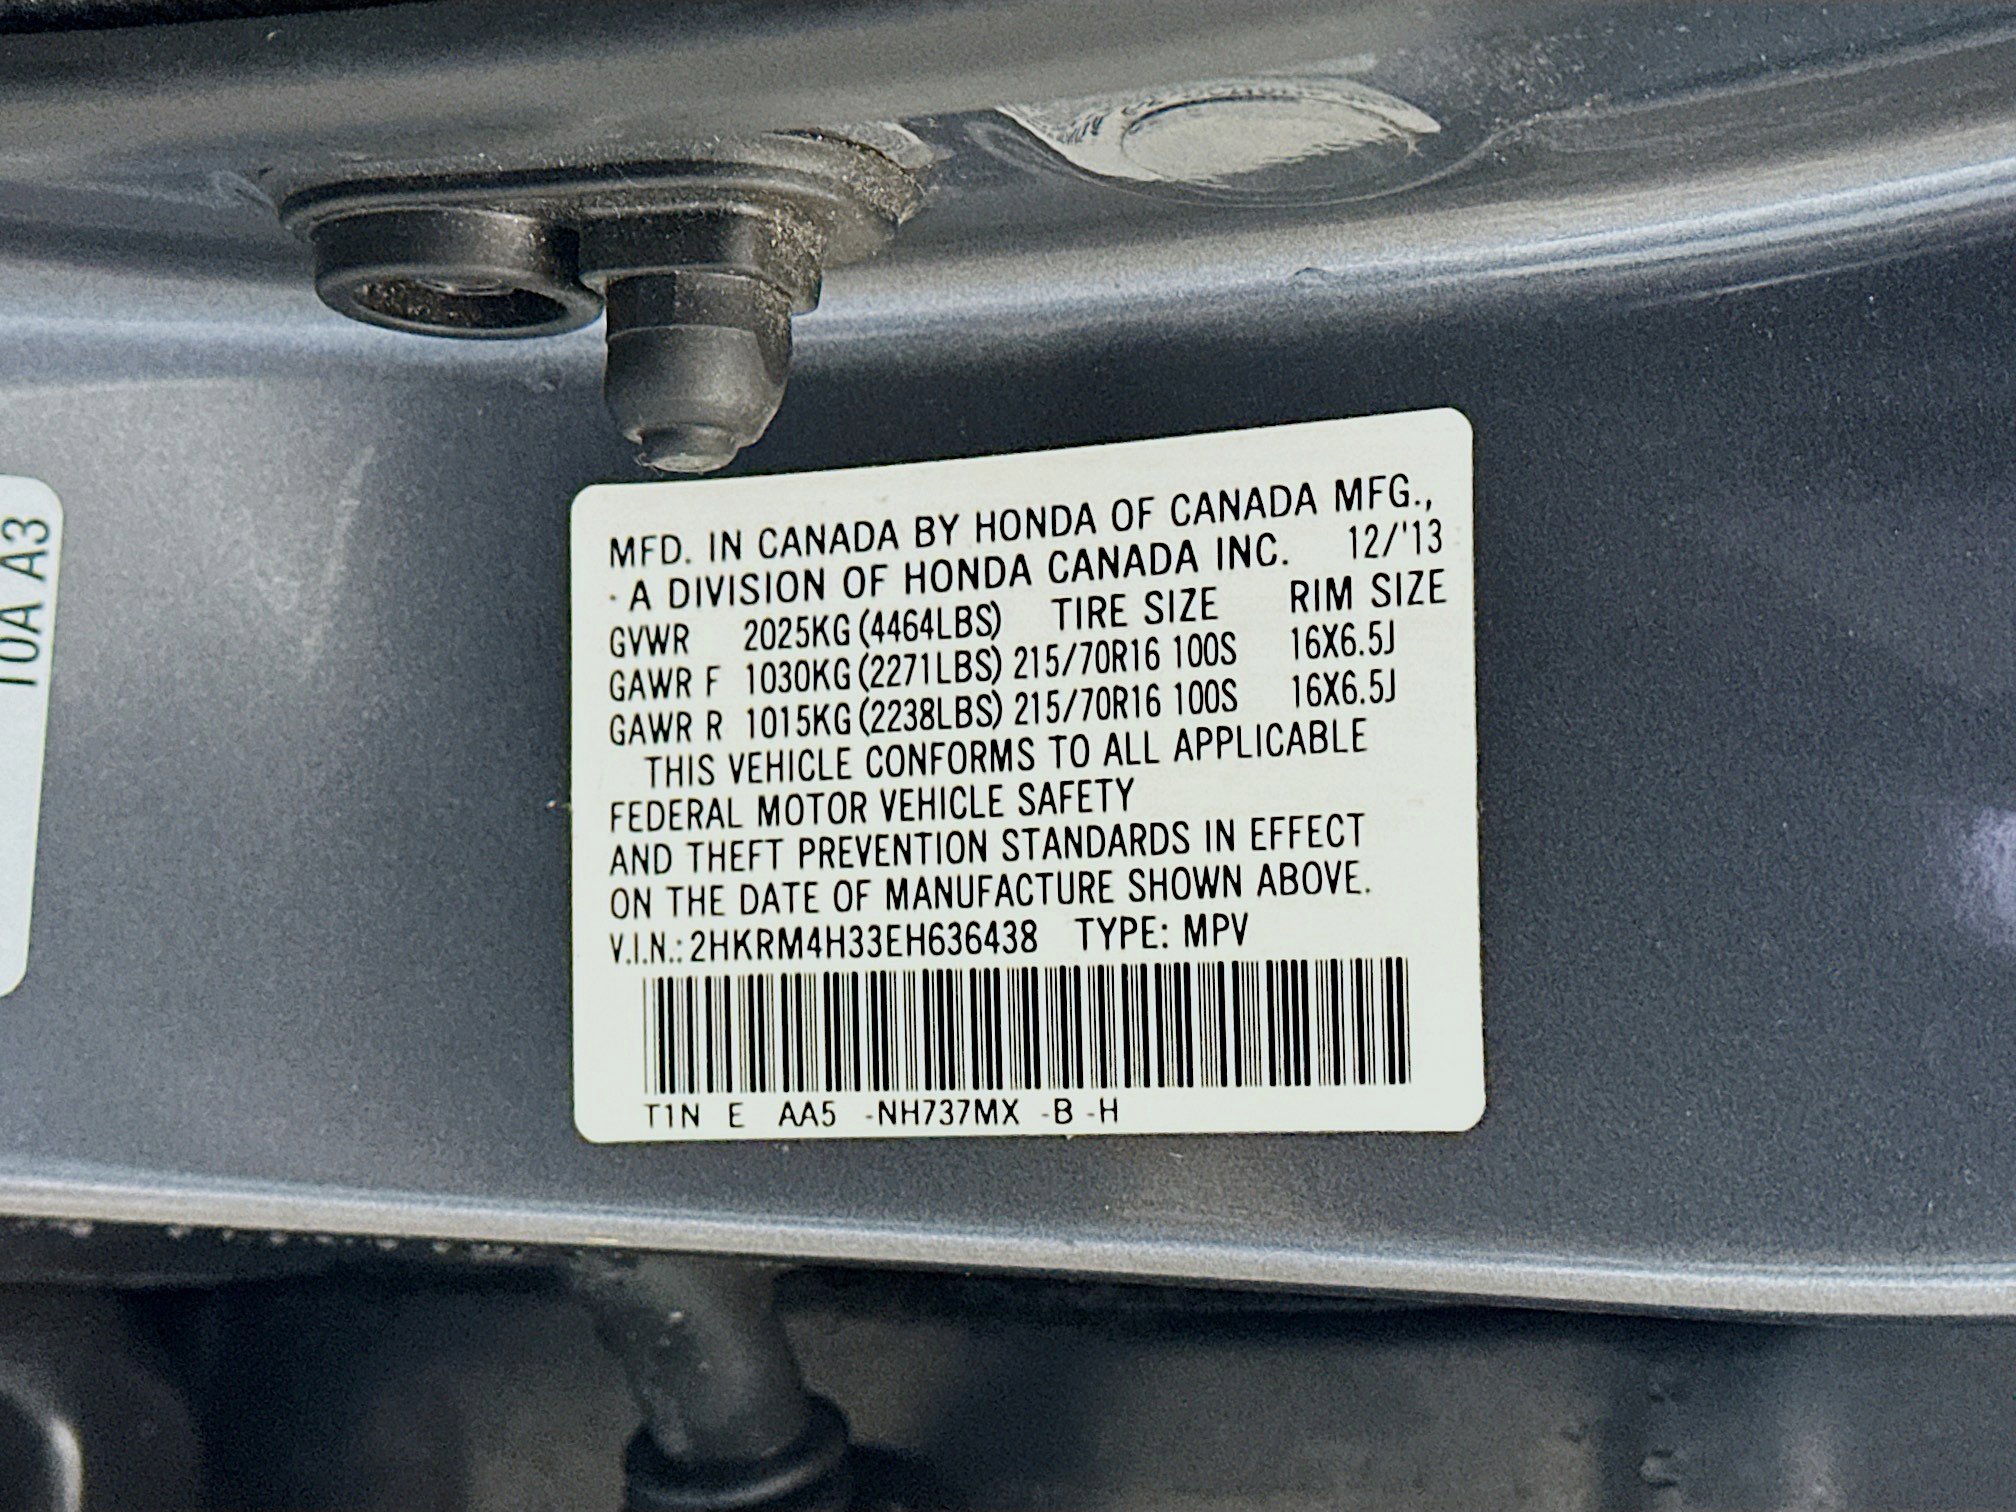 10A A3
MFD. IN CANADA BY HONDA OF CANADA MFG.,
- A DIVISION OF HONDA CANADA INC. 12/'13
GVWR 2025KG (4464LBS) TIRE SIZE RIM SIZE
GAWR F 1030KG (2271LBS) 215/70R16 100S 16X6.5J
GAWR R 1015KG (2238LBS) 215/70R16 100S 16X6.5J
THIS VEHICLE CONFORMS TO ALL APPLICABLE
FEDERAL MOTOR VEHICLE SAFETY
AND THEFT PREVENTION STANDARDS IN EFFECT
ON THE DATE OF MANUFACTURE SHOWN ABOVE.
V.I.N.: 2HKRM4H33EH636438 TYPE: MPV
T1N E AA5 -NH737MX -B -H